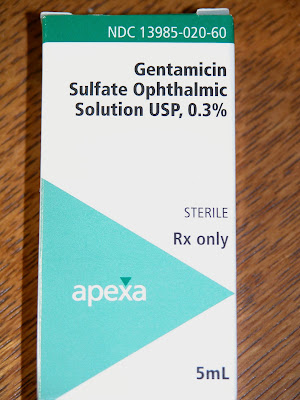 NDC 13985-020-60
Gentamicin
Sulfate Ophthalmic
Solution USP, 0.3%
STERILE
Rx only
apexa
5mL